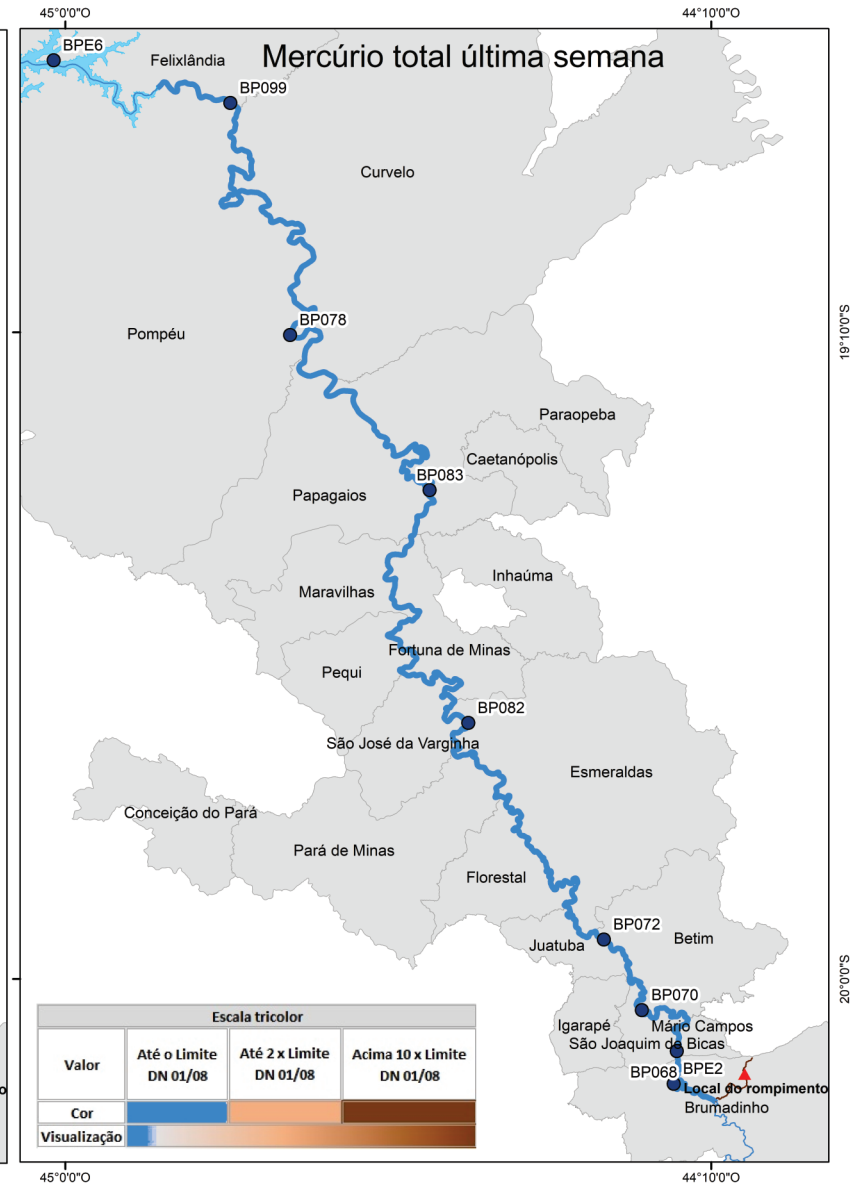 45°0'0"O
44°10'0"O
BPE6
Felixlândia
Mercúrio total última semana
BP099
Curvelo
BP078
Pompéu
19°10'0"S
Paraopeba
Caetanópolis
BP083
Papagaios
Inhaúma
Maravilhas
Fortuna de Minas
Pequi
BP082
São José da Varginha
Esmeraldas
Conceição do Pará
Pará de Minas
Florestal
BP072
Betim
Juatuba
20°0'0"S
BP070
Igarapé
Mário Campos
São Joaquim de Bicas
BP068
BPE2
Local do rompimento
Brumadinho
Escala tricolor
Valor
Até o Limite
DN 01/08
Até 2 x Limite
DN 01/08
Acima 10 x Limite
DN 01/08
Cor
Visualização
45°0'0"O
44°10'0"O